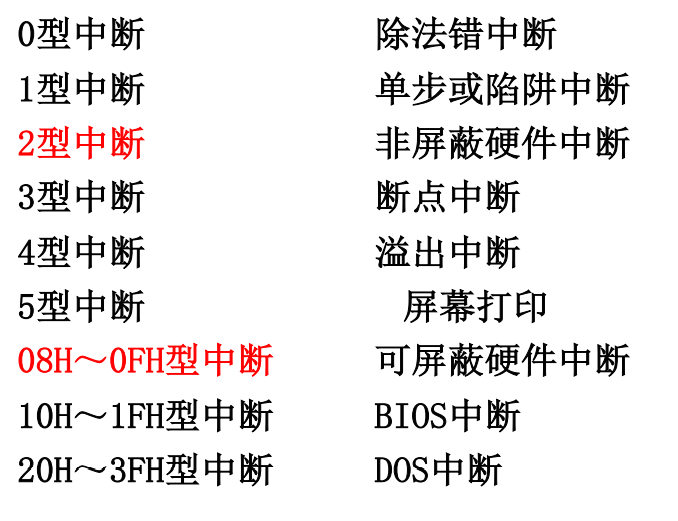 0型中断 除法错中断
1型中断 单步或陷阱中断
2型中断 非屏蔽硬件中断
3型中断 断点中断
4型中断 溢出中断
5型中断 屏幕打印
08H～0FH型中断 可屏蔽硬件中断
10H～1FH型中断 BIOS中断
20H～3FH型中断 DOS中断